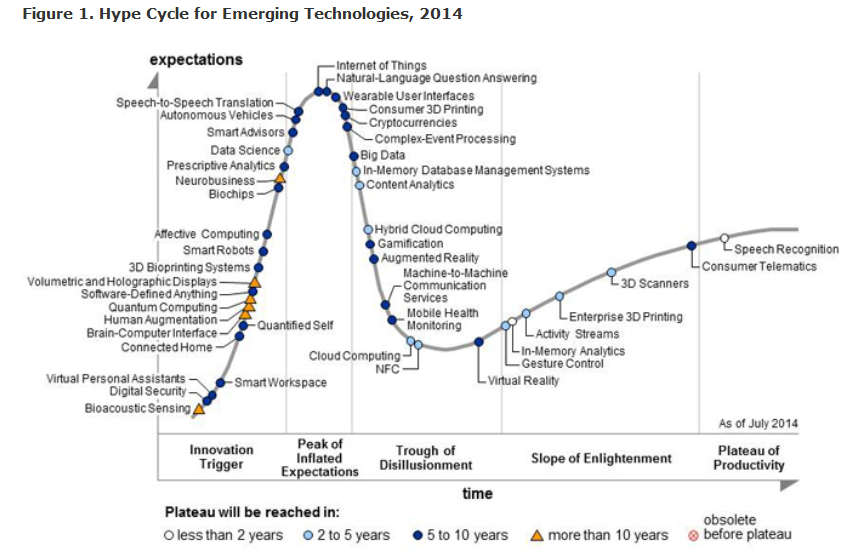 Figure 1. Hype Cycle for Emerging Technologies, 2014
expectations
Internet of Things
Natural-Language Question Answering
Wearable User Interfaces
Speech-to-Speech Translation
Consumer 3D Printing
Autonomous Vehicles
Cryptocurrencies
Smart Advisors
Complex-Event Processing
Data Science
Big Data
Prescriptive Analytics
In-Memory Database Management Systems
Neurobusiness
Content Analytics
Biochips
Affective Computing
Hybrid Cloud Computing
Gamification
Smart Robots
Augmented Reality
3D Bioprinting Systems
Machine-to-Machine
Communication
Services
Volumetric and Holographic Displays
Software-Defined Anything
Quantum Computing
Human Augmentation
Mobile Health
Monitoring
Brain-Computer Interface
Quantified Self
Connected Home
Cloud Computing
NFC
Virtual Personal Assistants
Smart Workspace
Digital Security
Bioacoustic Sensing
Speech Recognition
Consumer Telematics
3D Scanners
Enterprise 3D Printing
Activity Streams
In-Memory Analytics
Gesture Control
Virtual Reality
As of July 2014
Innovation
Trigger
Peak of
Inflated
Expectations
Trough of
Disillusionment
Slope of Enlightenment
Plateau of
Productivity
time
Plateau will be reached in:
less than 2 years
2 to 5 years
5 to 10 years
more than 10 years
obsolete
before plateau